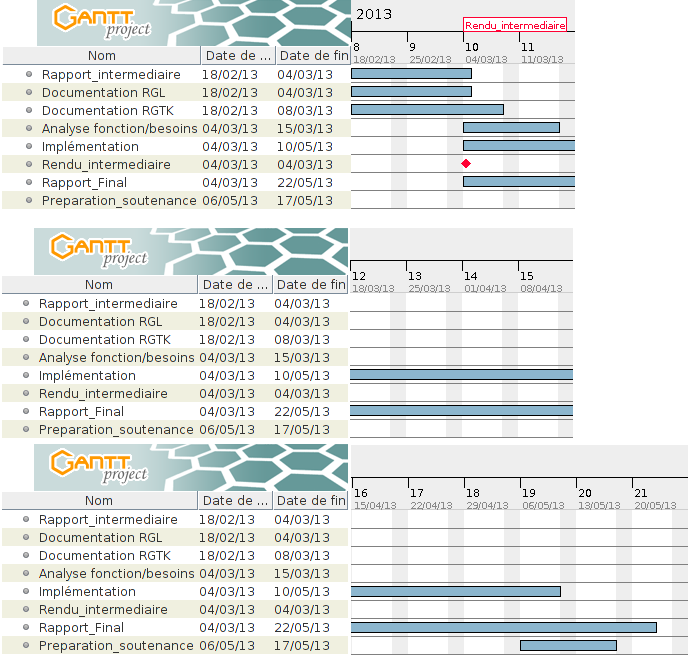 GANTT project
2013
Rendu_intermediaire
8 9 10 11
Nom Date de ... Date de fin 18/02/13 25/02/13 04/03/13 11/03/13
Rapport_intermediaire 18/02/13 04/03/13
Documentation RGL 18/02/13 04/03/13
Documentation RGTK 18/02/13 08/03/13
Analyse fonction/besoins 04/03/13 15/03/13
Implémentation 04/03/13 10/05/13
Rendu_intermediaire 04/03/13 04/03/13
Rapport_Final 04/03/13 22/05/13
Preparation_soutenance 06/05/13 17/05/13
GANTT project
12 13 14 15
Nom Date de ... Date de fin 18/03/13 25/03/13 01/04/13 08/04/13
Rapport_intermediaire 18/02/13 04/03/13
Documentation RGL 18/02/13 04/03/13
Documentation RGTK 18/02/13 08/03/13
Analyse fonction/besoins 04/03/13 15/03/13
Implémentation 04/03/13 10/05/13
Rendu_intermediaire 04/03/13 04/03/13
Rapport_Final 04/03/13 22/05/13
Preparation_soutenance 06/05/13 17/05/13
GANTT project
16 17 18 19 20 21
Nom Date de ... Date de fin 15/04/13 22/04/13 29/04/13 06/05/13 13/05/13 20/05/13
Rapport_intermediaire 18/02/13 04/03/13
Documentation RGL 18/02/13 04/03/13
Documentation RGTK 18/02/13 08/03/13
Analyse fonction/besoins 04/03/13 15/03/13
Implémentation 04/03/13 10/05/13
Rendu_intermediaire 04/03/13 04/03/13
Rapport_Final 04/03/13 22/05/13
Preparation_soutenance 06/05/13 17/05/13